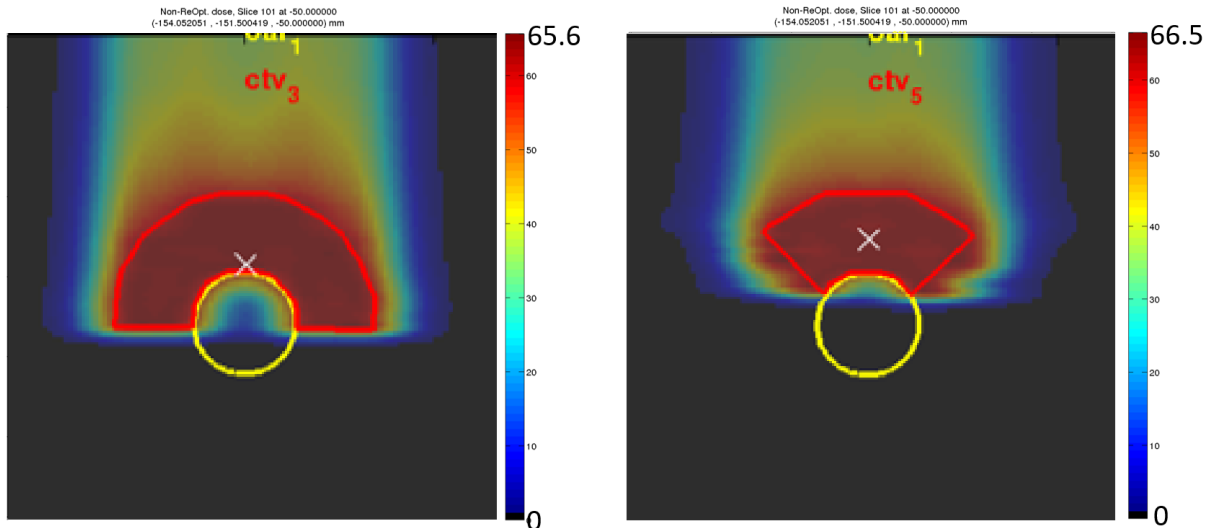 Non-ReOpt. dose, Slice 101 at -50.000000
(-154.052051 , -151.500419 , -50.000000) mm
ctv3
65.6
60
50
40
30
20
10
0
Non-ReOpt. dose, Slice 101 at -50.000000
(-154.052051 , -151.500419 , -50.000000) mm
ctv5
66.5
60
50
40
30
20
10
0